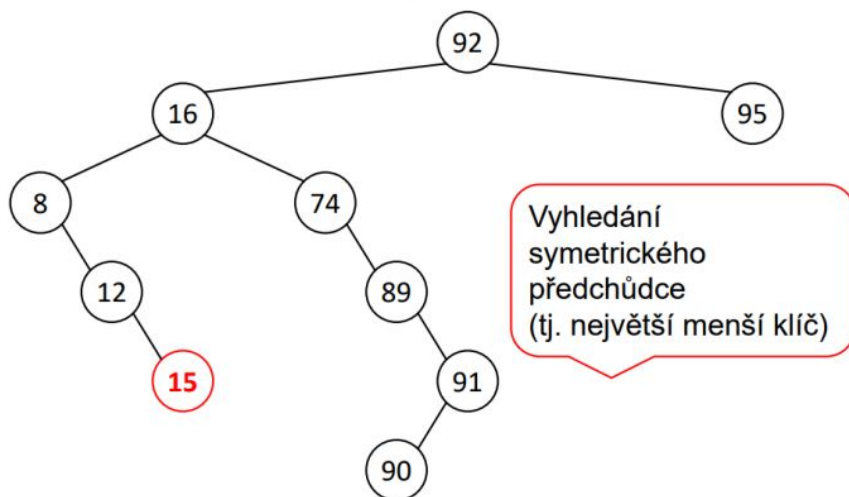 92
16
95
8
74
Vyhledání
symetrického
předchůdce
(tj. největší menší klíč)
12
89
15
91
90